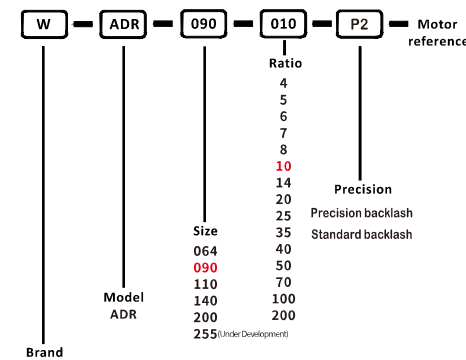 W ADR 090 010 P2 Motor
reference
Ratio
4
5
6
7
8
10
14
20
25
35
40
50
70
100
200
Precision
Precision backlash
Standard backlash
Size
064
090
110
140
200
255(Under Development)
Model
ADR
Brand